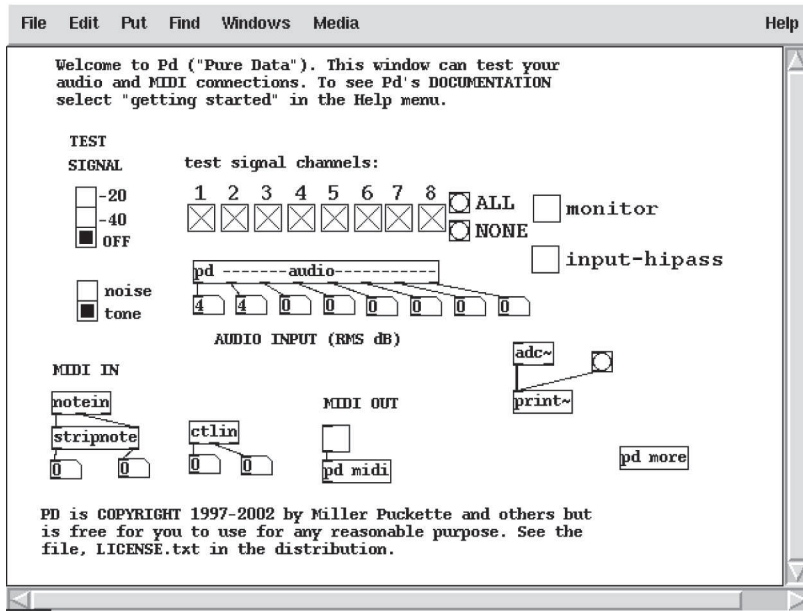 File Edit Put Find Windows Media Help
Welcome to Pd ("Pure Data"). This window can test your
audio and MIDI connections. To see Pd's DOCUMENTATION
select "getting started" in the Help menu.
TEST
SIGNAL
test signal channels:
-20
-40
OFF
1 2 3 4 5 6 7 8
ALL
NONE
monitor
input-hipass
noise
tone
pd -------audio-----------
4 4 0 0 0 0 0 0
AUDIO INPUT (RMS dB)
adc~
print~
MIDI IN
notein
stripnote
0 0
ctlin
0 0
MIDI OUT
pd midi
pd more
PD is COPYRIGHT 1997-2002 by Miller Puckette and others but
is free for you to use for any reasonable purpose. See the
file, LICENSE.txt in the distribution.